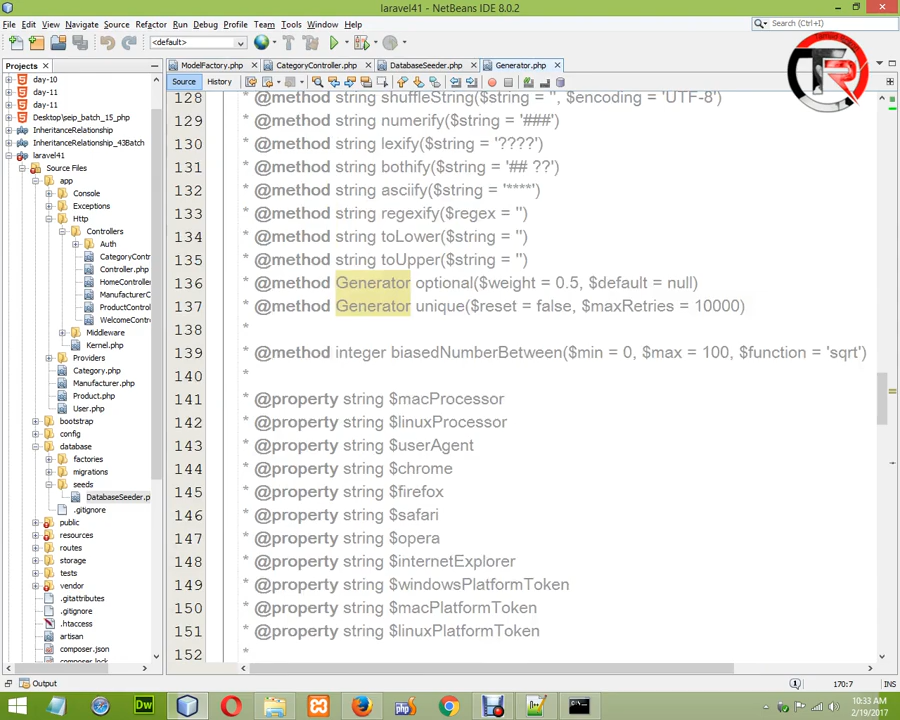 laravel41 - NetBeans IDE 8.0.2
File Edit View Navigate Source Refactor Run Debug Profile Team Tools Window Help
Search (Ctrl+I)
<default>
Projects
ModelFactory.php CategoryController.php DatabaseSeeder.php Generator.php
Source History
day-10
day-11
day-11
Desktop\seip_batch_15_php
InheritanceRelationship
InheritanceRelationship_43Batch
laravel41
Source Files
app
Console
Exceptions
Http
Controllers
Auth
CategoryContr
Controller.php
HomeController
ManufacturerC
ProductControl
WelcomeContro
Middleware
Kernel.php
Providers
Category.php
Manufacturer.php
Product.php
User.php
bootstrap
config
database
factories
migrations
seeds
DatabaseSeeder.p
.gitignore
public
resources
routes
storage
tests
vendor
.gitattributes
.gitignore
.htaccess
artisan
composer.json
composer.lock
128 * @method string shuffleString($string = '', $encoding = 'UTF-8')
129 * @method string numerify($string = '###')
130 * @method string lexify($string = '????')
131 * @method string bothify($string = '## ??')
132 * @method string asciify($string = '****')
133 * @method string regexify($regex = '')
134 * @method string toLower($string = '')
135 * @method string toUpper($string = '')
136 * @method Generator optional($weight = 0.5, $default = null)
137 * @method Generator unique($reset = false, $maxRetries = 10000)
138 *
139 * @method integer biasedNumberBetween($min = 0, $max = 100, $function = 'sqrt')
140 *
141 * @property string $macProcessor
142 * @property string $linuxProcessor
143 * @property string $userAgent
144 * @property string $chrome
145 * @property string $firefox
146 * @property string $safari
147 * @property string $opera
148 * @property string $internetExplorer
149 * @property string $windowsPlatformToken
150 * @property string $macPlatformToken
151 * @property string $linuxPlatformToken
152 *
Output
170:7 INS
Dw
php
10:33 AM
2/19/2017